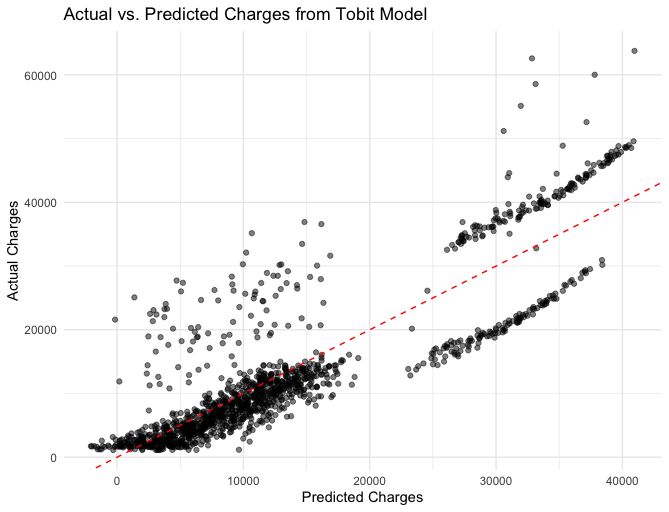 Actual vs. Predicted Charges from Tobit Model
60000
40000
20000
0
Actual Charges
0 10000 20000 30000 40000
Predicted Charges